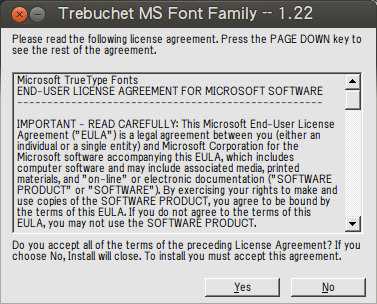 Trebuchet MS Font Family -- 1.22
Please read the following license agreement. Press the PAGE DOWN key to
see the rest of the agreement.
Microsoft TrueType Fonts
END-USER LICENSE AGREEMENT FOR MICROSOFT SOFTWARE
-----------------------------------------------------------
IMPORTANT - READ CAREFULLY: This Microsoft End-User License
Agreement ("EULA") is a legal agreement between you (either an
individual or a single entity) and Microsoft Corporation for the
Microsoft software accompanying this EULA, which includes
computer software and may include associated media, printed
materials, and "on-line" or electronic documentation ("SOFTWARE
PRODUCT" or "SOFTWARE"). By exercising your rights to make and
use copies of the SOFTWARE PRODUCT, you agree to be bound
by the terms of this EULA. If you do not agree to the terms of this
EULA, you may not use the SOFTWARE PRODUCT.
Do you accept all of the terms of the preceding License Agreement? If you
choose No, Install will close. To install you must accept this agreement.
Yes
No